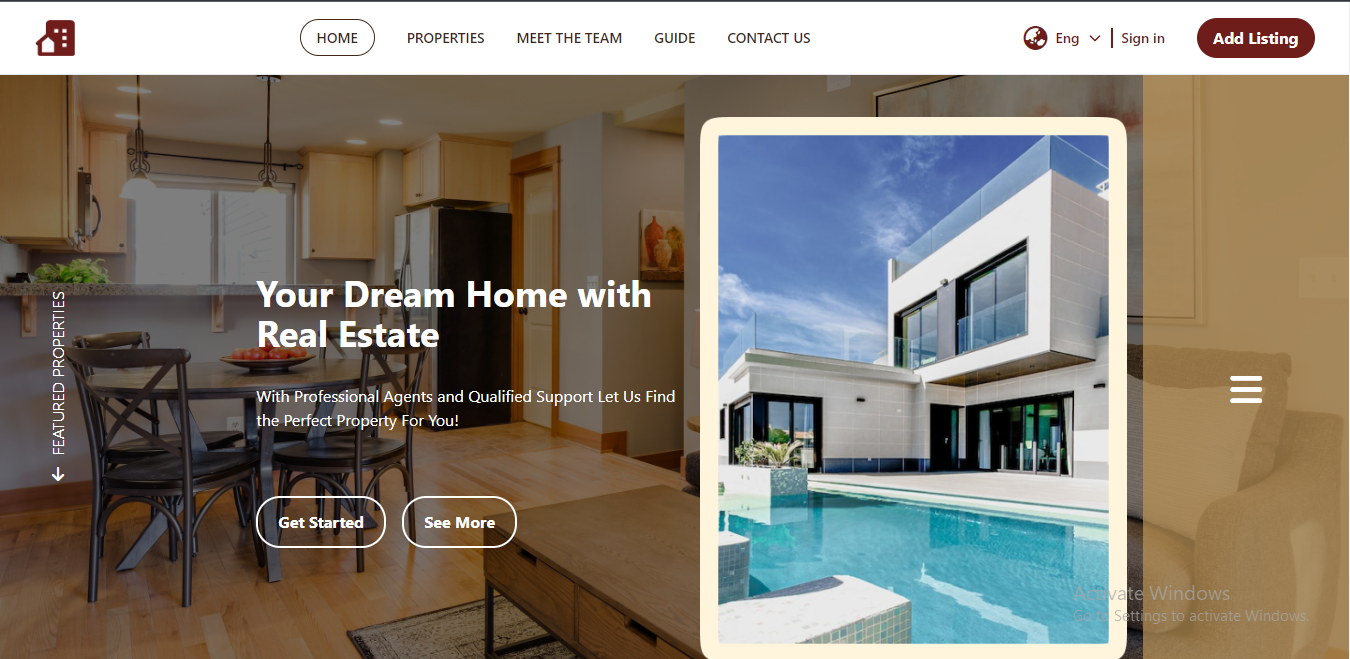 HOME
PROPERTIES
MEET THE TEAM
GUIDE
CONTACT US
Eng
Sign in
Add Listing
FEATURED PROPERTIES
Your Dream Home with
Real Estate
With Professional Agents and Qualified Support Let Us Find
the Perfect Property For You!
Get Started
See More
Activate Windows
Go to Settings to activate Windows.